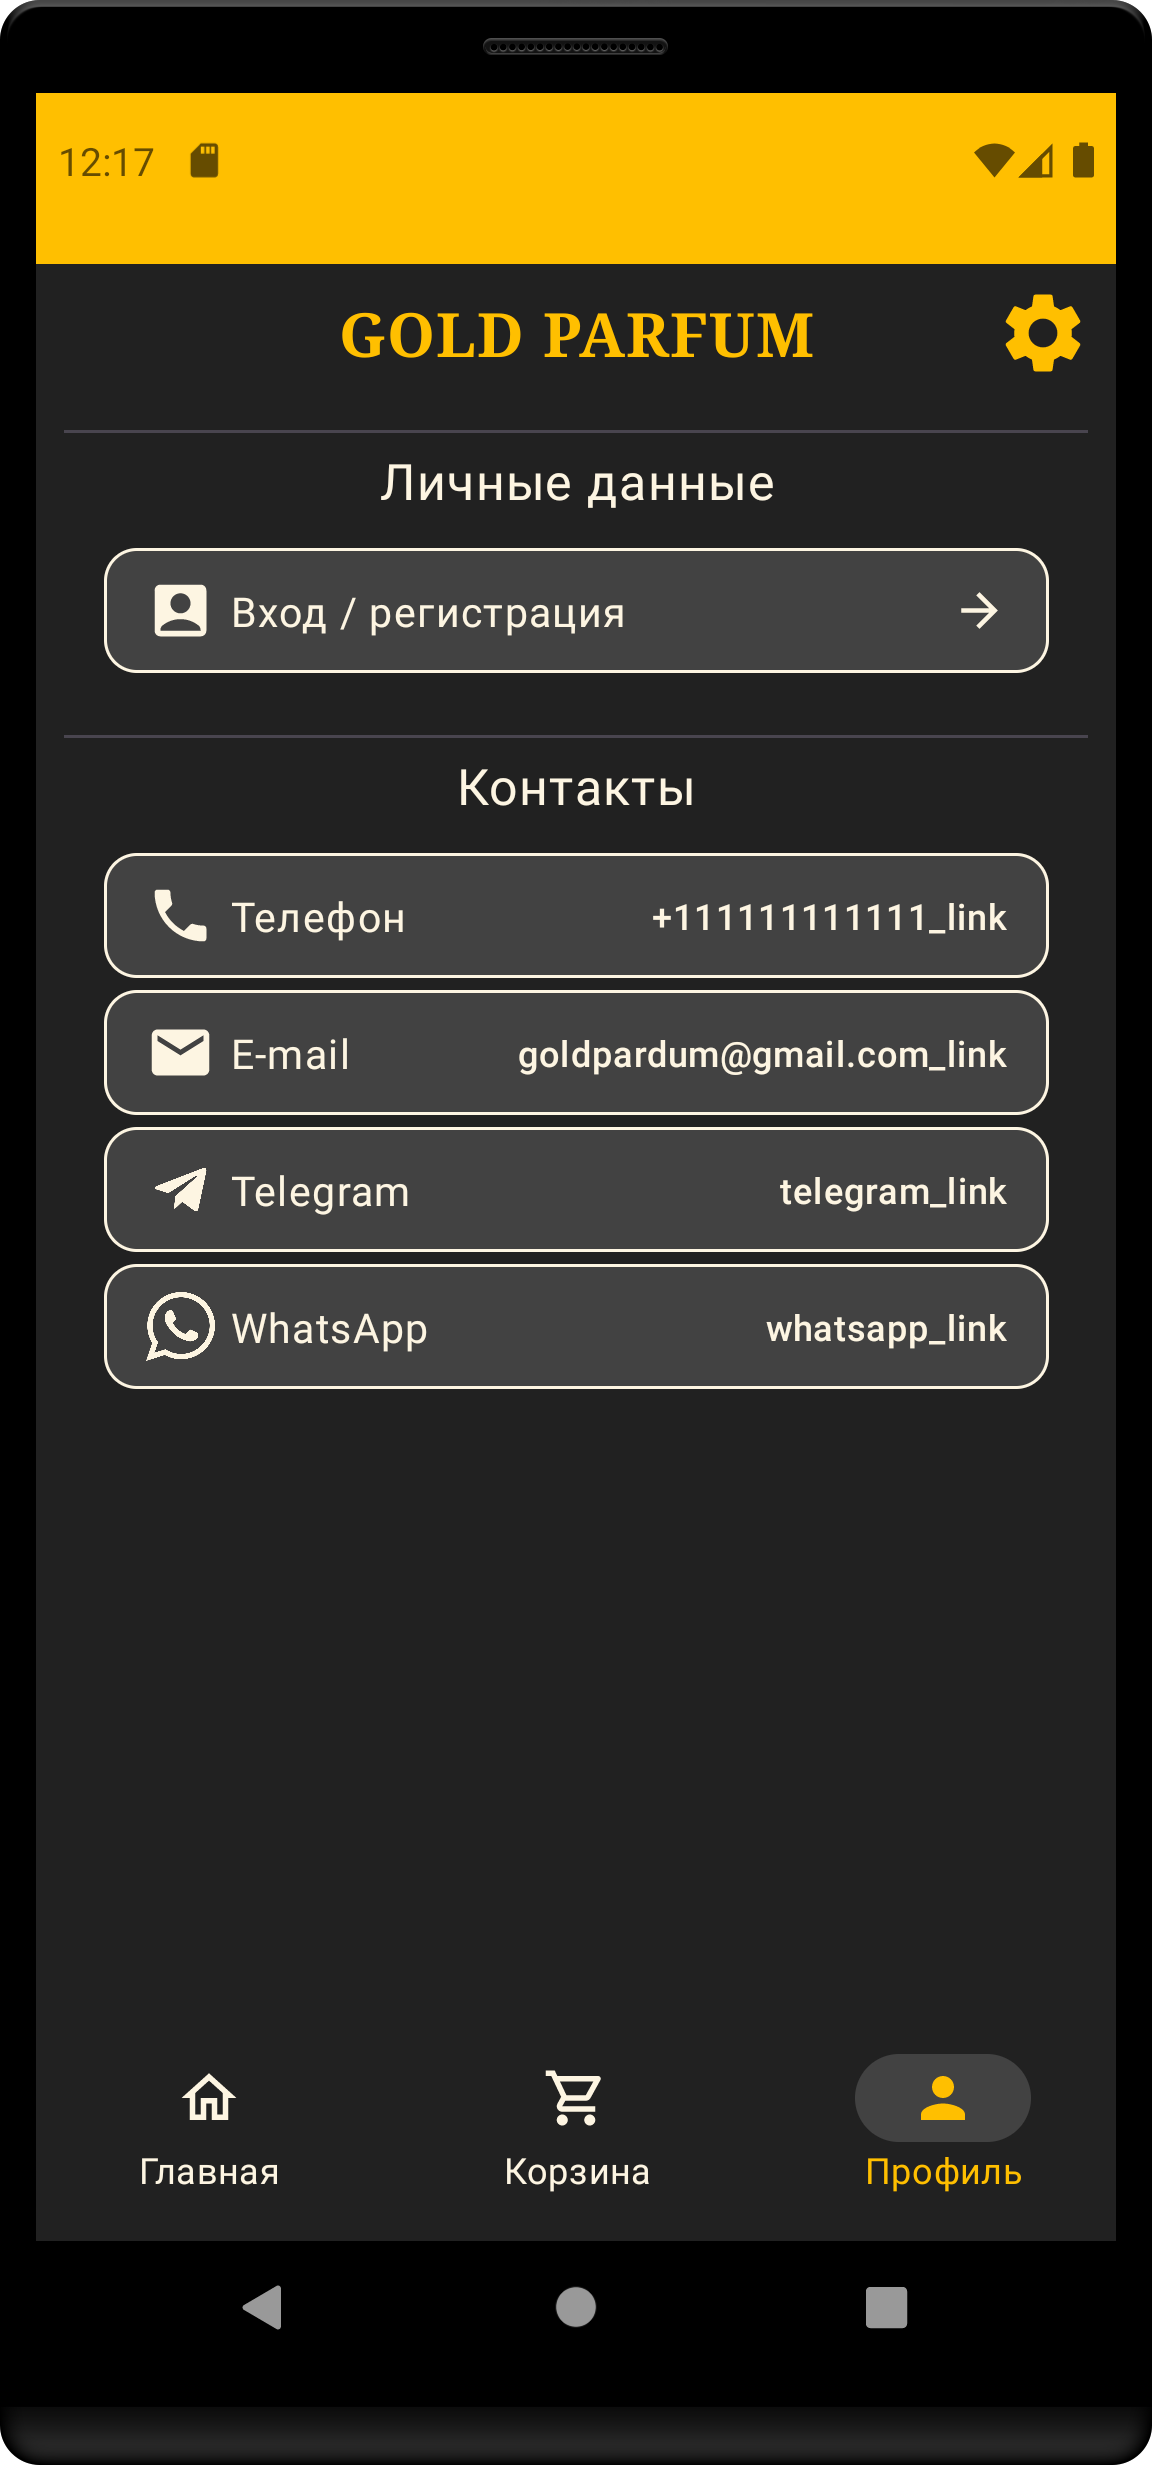 12:17
GOLD PARFUM
Личные данные
Вход / регистрация
Контакты
Телефон +111111111111_link
E-mail goldpardum@gmail.com_link
Telegram telegram_link
WhatsApp whatsapp_link
Главная Корзина Профиль